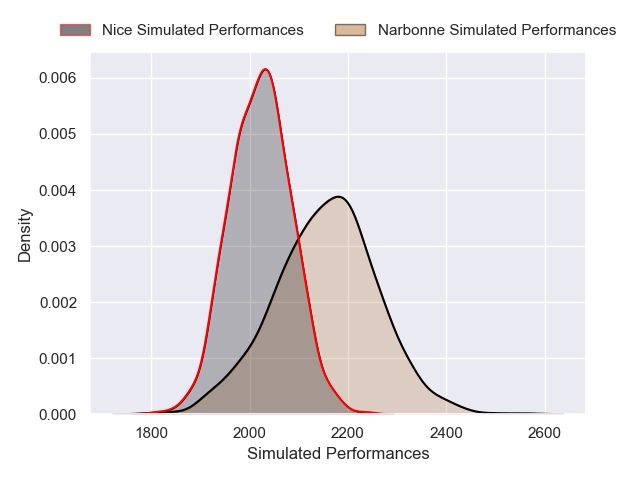 Nice Simulated Performances Narbonne Simulated Performances
0.006
0.005
0.004
0.003
0.002
0.001
0.000
Density
1800 2000 2200 2400 2600
Simulated Performances